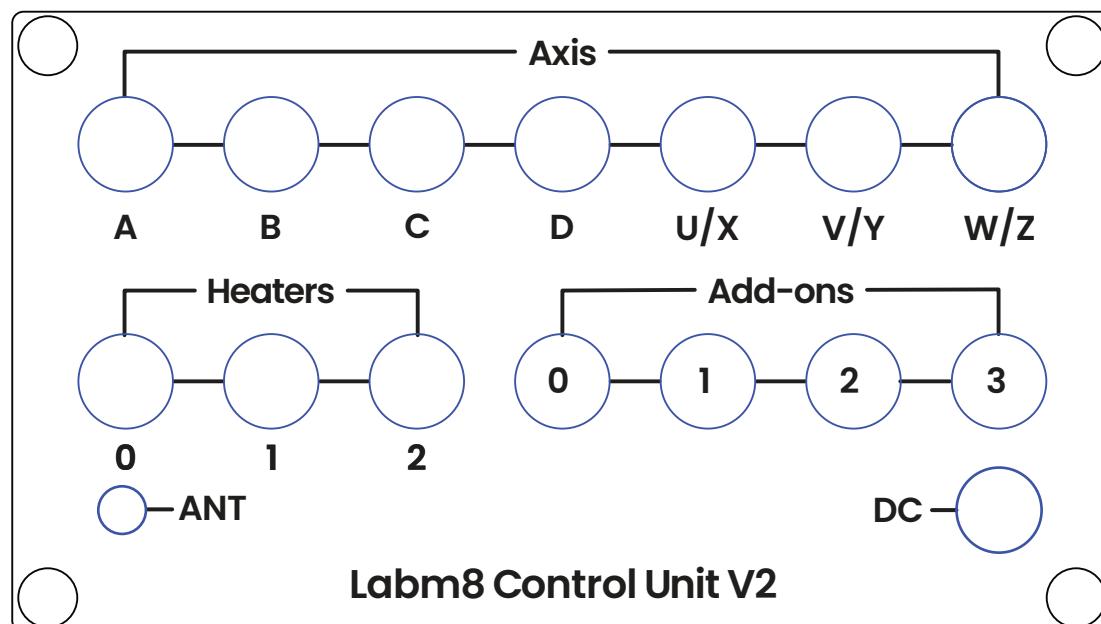 Axis
A B C D U/X V/Y W/Z
Heaters Add-ons
0 1 2 3
0 1 2
ANT DC
Labm8 Control Unit V2